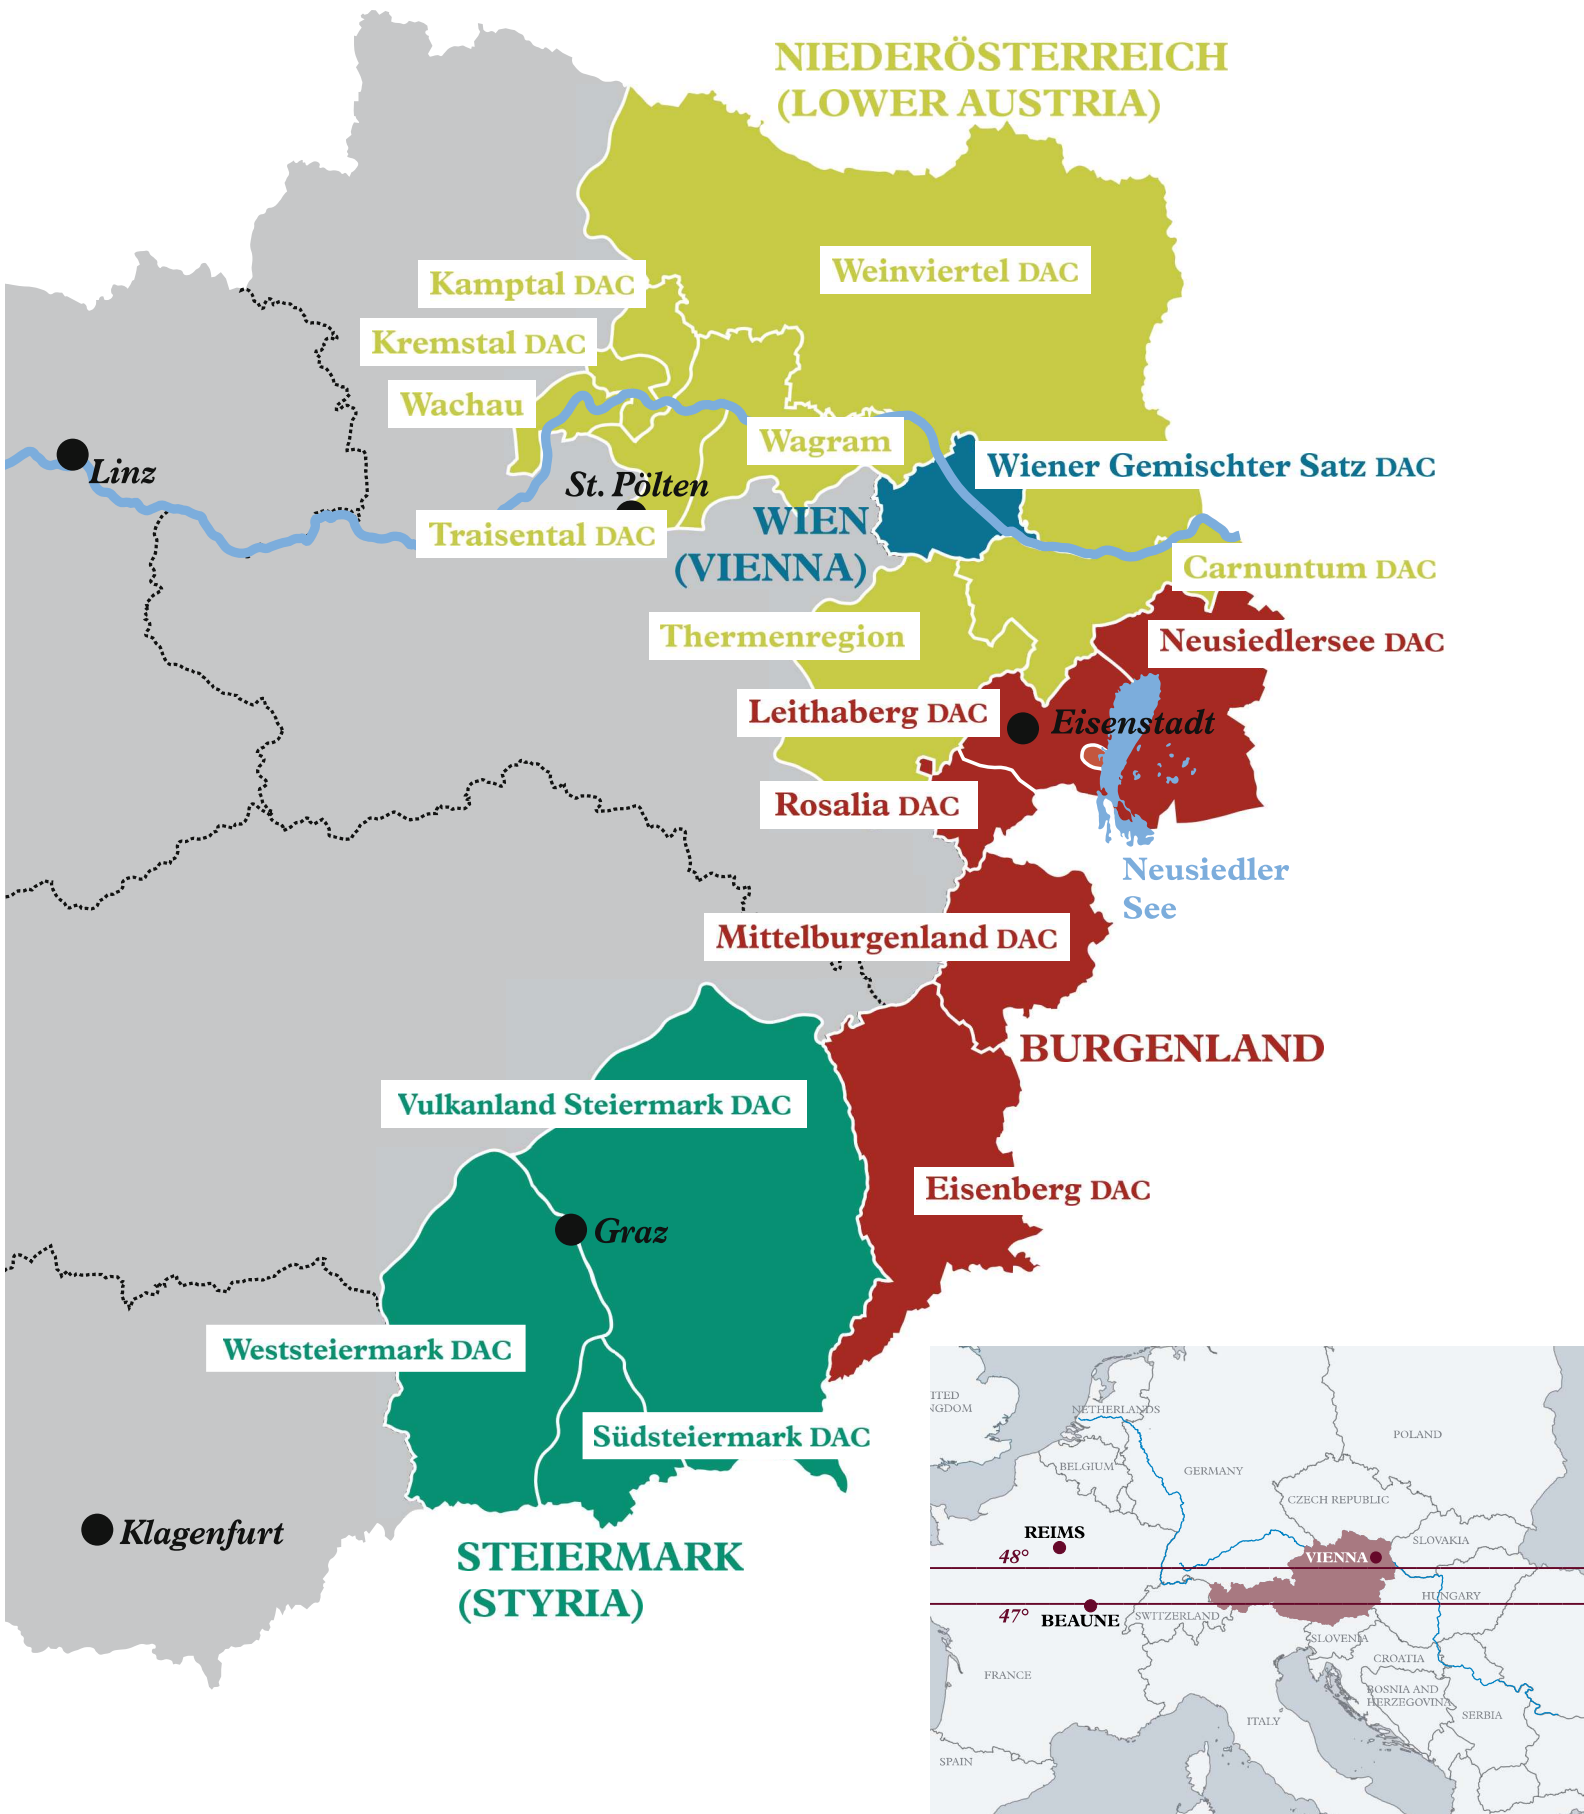 NIEDERÖSTERREICH
(LOWER AUSTRIA)
Weinviertel DAC
Kamptal DAC
Kremstal DAC
Wachau
Wagram
Linz
St. Pölten
Wiener Gemischter Satz DAC
WIEN
(VIENNA)
Traisental DAC
Carnuntum DAC
Thermenregion
Neusiedlersee DAC
Leithaberg DAC
Eisenstadt
Rosalia DAC
Neusiedler
See
Mittelburgenland DAC
BURGENLAND
Vulkanland Steiermark DAC
Eisenberg DAC
Graz
Weststeiermark DAC
Südsteiermark DAC
Klagenfurt
STEIERMARK
(STYRIA)
ITED
NGDOM
NETHERLANDS
POLAND
BELGIUM
GERMANY
CZECH REPUBLIC
REIMS
SLOVAKIA
48°
VIENNA
HUNGARY
47°
BEAUNE
SWITZERLAND
SLOVENIA
CROATIA
FRANCE
BOSNIA AND
HERZEGOVINA
SERBIA
ITALY
SPAIN